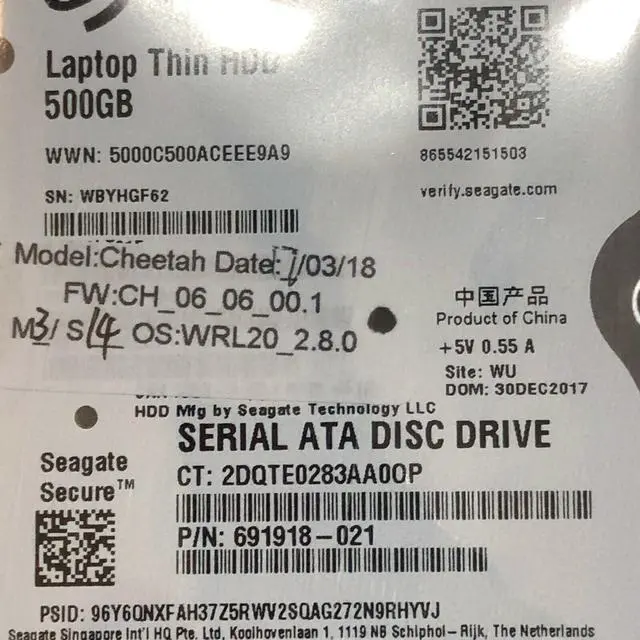 Laptop Thin HDD
500GB
WWN: 5000C500ACEEE9A9
865542151503
SN: WBYHGF62
verify.seagate.com
Model:Cheetah Date:7/03/18
FW:CH_06_06_00.1
M3/ S14 OS:WRL20_2.8.0
中国产品
Product of China
+5V 0.55 A
Site: WU
DOM: 30DEC2017
HDD Mfg by Seagate Technology LLC
SERIAL ATA DISC DRIVE
Seagate
Secure™
CT: 2DQTE0283AA0OP
P/N: 691918-021
PSID: 96Y6QNXFAH37Z5RWV2SQAG272N9RHYVJ
Seagate Singapore Int'l HQ Pte. Ltd, Koolhovenlaan 1, 1119 NB Schiphol-Rijk, The Netherlands